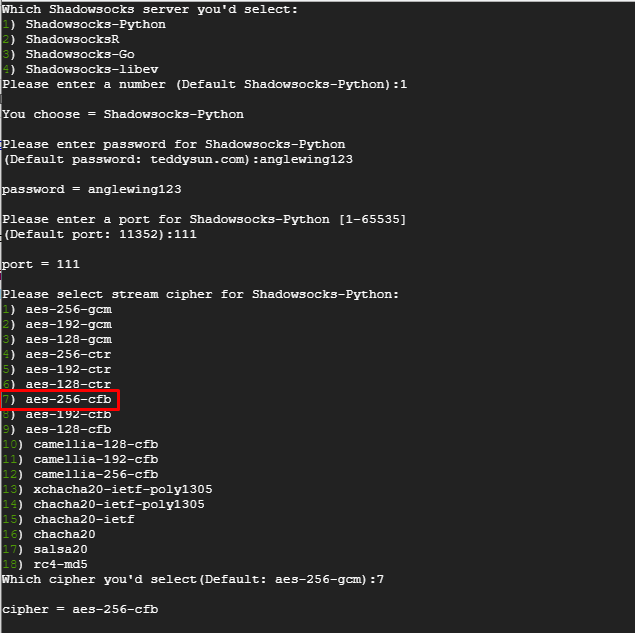 Which Shadowsocks server you'd select:
1) Shadowsocks-Python
2) ShadowsocksR
3) Shadowsocks-Go
4) Shadowsocks-libev
Please enter a number (Default Shadowsocks-Python):1
You choose = Shadowsocks-Python
Please enter password for Shadowsocks-Python
(Default password: teddysun.com):anglewing123
password = anglewing123
Please enter a port for Shadowsocks-Python [1-65535]
(Default port: 11352):111
port = 111
Please select stream cipher for Shadowsocks-Python:
1) aes-256-gcm
2) aes-192-gcm
3) aes-128-gcm
4) aes-256-ctr
5) aes-192-ctr
6) aes-128-ctr
7) aes-256-cfb
8) aes-192-cfb
9) aes-128-cfb
10) camellia-128-cfb
11) camellia-192-cfb
12) camellia-256-cfb
13) xchacha20-ietf-poly1305
14) chacha20-ietf-poly1305
15) chacha20-ietf
16) chacha20
17) salsa20
18) rc4-md5
Which cipher you'd select(Default: aes-256-gcm):7
cipher = aes-256-cfb